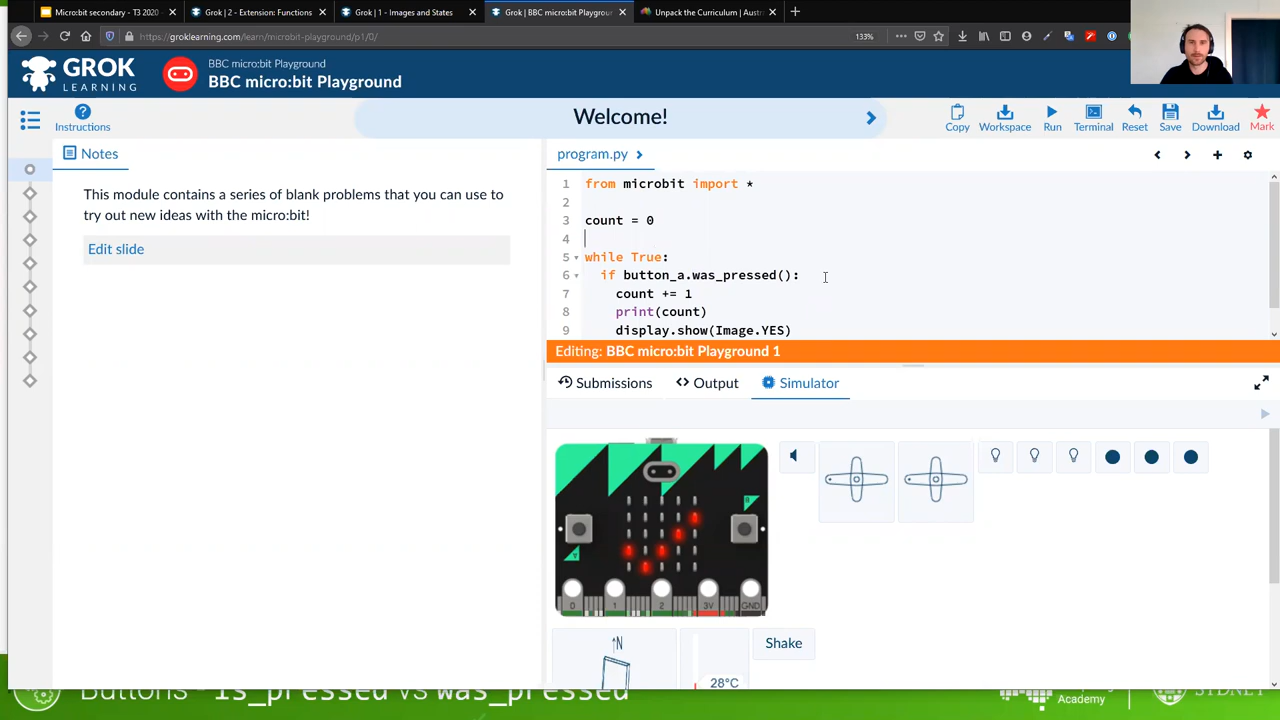 Micro:bit secondary - T3 2020 -
Grok | 2 - Extension: Functions
Grok | 1 - Images and States
Grok | BBC micro:bit Playgroun
Unpack the Curriculum | Austr
https://groklearning.com/learn/microbit-playground/p1/0/
133%
GROK
LEARNING
BBC micro:bit Playground
BBC micro:bit Playground
Instructions
Welcome!
Copy
Workspace
Run
Terminal
Reset
Save
Download
Mark
Notes
This module contains a series of blank problems that you can use to
try out new ideas with the micro:bit!
Edit slide
program.py
1 from microbit import *
2
3 count = 0
4
5 while True:
6 if button_a.was_pressed():
7 count += 1
8 print(count)
9 display.show(Image.YES)
Editing: BBC micro:bit Playground 1
Submissions
Output
Simulator
A
B
0 1 2 3V GND
N
Shake
28°C
Buttons - is_pressed vs was_pressed
Academy
SYDNEY